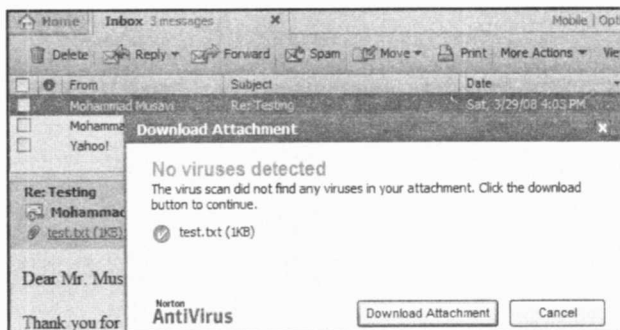 Home Inbox 3 messages × Mobile | Opti
Delete Reply Forward Spam Move Print More Actions Vie
From Subject Date
Mohammad Musavi Re: Testing Sat, 3/29/08 4:03 PM
Mohamma
Download Attachment ×
Yahoo!
No viruses detected
The virus scan did not find any viruses in your attachment. Click the download
button to continue.
Re: Testing
Mohammad
test.txt (1KB)
test.txt (1KB)
Dear Mr. Mus
Thank you for
Norton
AntiVirus
Download Attachment Cancel